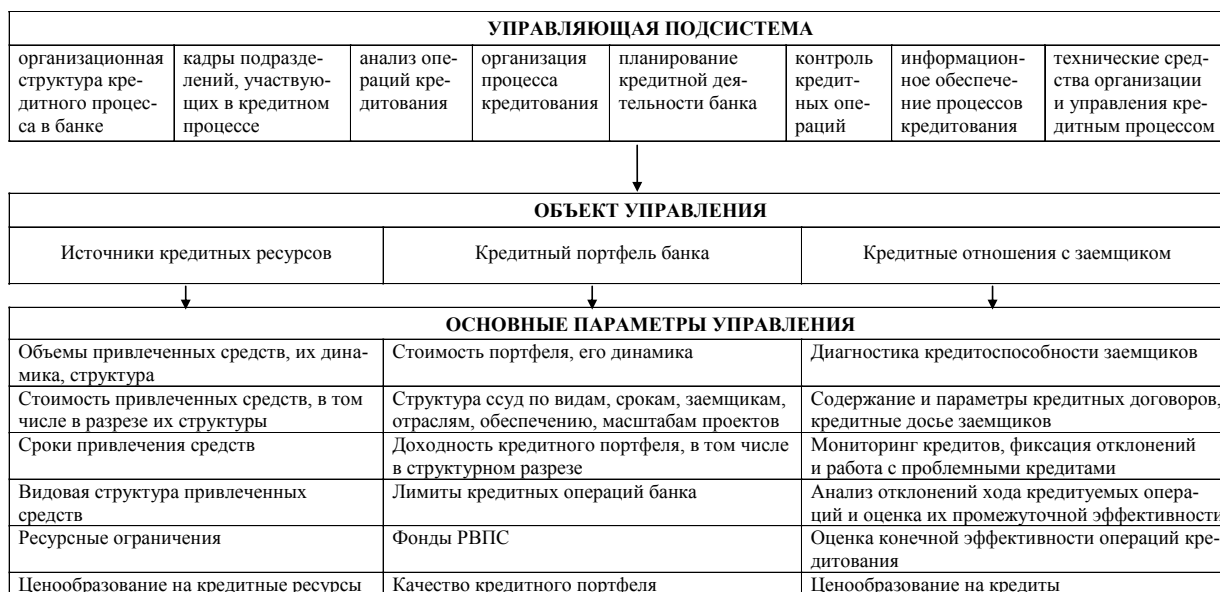 УПРАВЛЯЮЩАЯ ПОДСИСТЕМА
организационная
структура кре-
дитного процес-
са в банке
кадры подразде-
лений, участвую-
щих в кредитном
процессе
анализ опе-
раций кре-
дитования
организация
процесса
кредитования
планирование
кредитной дея-
тельности банка
контроль
кредит-
ных опе-
раций
информацион-
ное обеспече-
ние процессов
кредитования
технические сред-
ства организации
и управления кре-
дитным процессом
ОБЪЕКТ УПРАВЛЕНИЯ
Источники кредитных ресурсов
Кредитный портфель банка
Кредитные отношения с заемщиком
ОСНОВНЫЕ ПАРАМЕТРЫ УПРАВЛЕНИЯ
Объемы привлеченных средств, их дина-
мика, структура
Стоимость портфеля, его динамика
Диагностика кредитоспособности заемщиков
Стоимость привлеченных средств, в том
числе в разрезе их структуры
Структура ссуд по видам, срокам, заемщикам,
отраслям, обеспечению, масштабам проектов
Содержание и параметры кредитных договоров,
кредитные досье заемщиков
Сроки привлечения средств
Доходность кредитного портфеля, в том числе
в структурном разрезе
Мониторинг кредитов, фиксация отклонений
и работа с проблемными кредитами
Видовая структура привлеченных
средств
Лимиты кредитных операций банка
Анализ отклонений хода кредитуемых опера-
ций и оценка их промежуточной эффективности
Ресурсные ограничения
Фонды РВПС
Оценка конечной эффективности операций кре-
дитования
Ценообразование на кредитные ресурсы
Качество кредитного портфеля
Ценообразование на кредиты